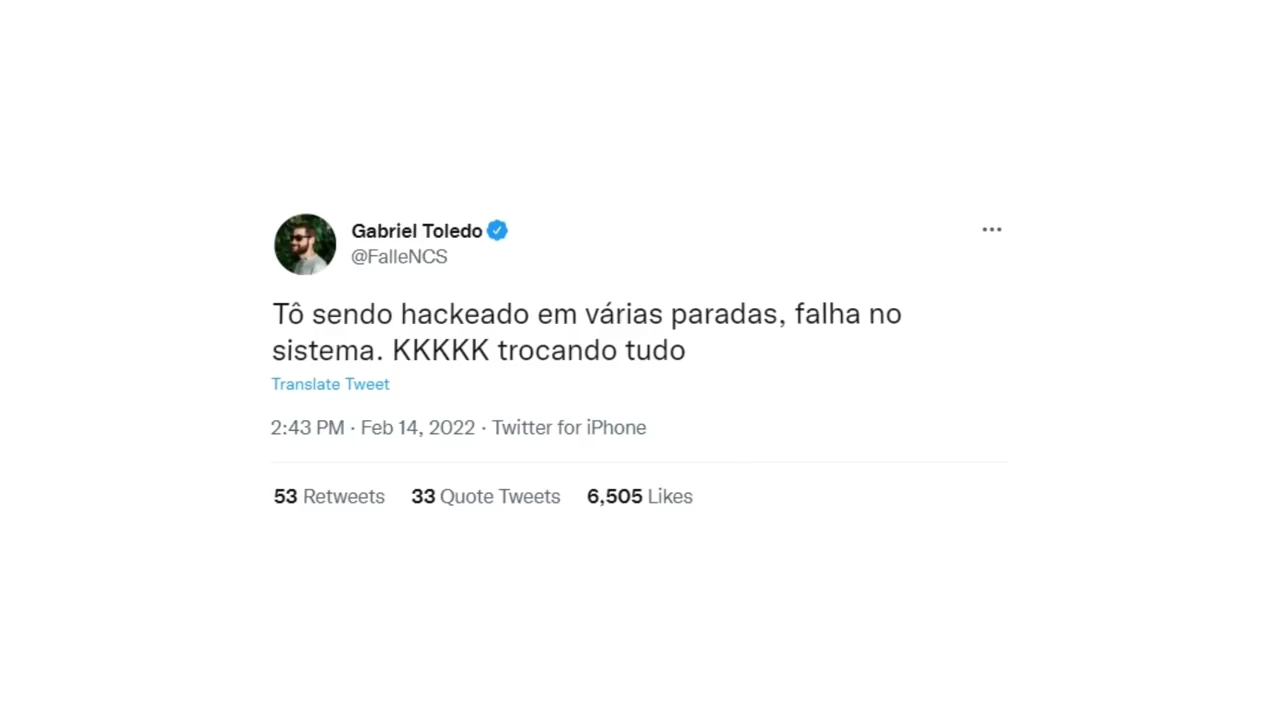 Gabriel Toledo
@FalleNCS
Tô sendo hackeado em várias paradas, falha no
sistema. KKKKK trocando tudo
Translate Tweet
2:43 PM · Feb 14, 2022 · Twitter for iPhone
53 Retweets 33 Quote Tweets 6,505 Likes